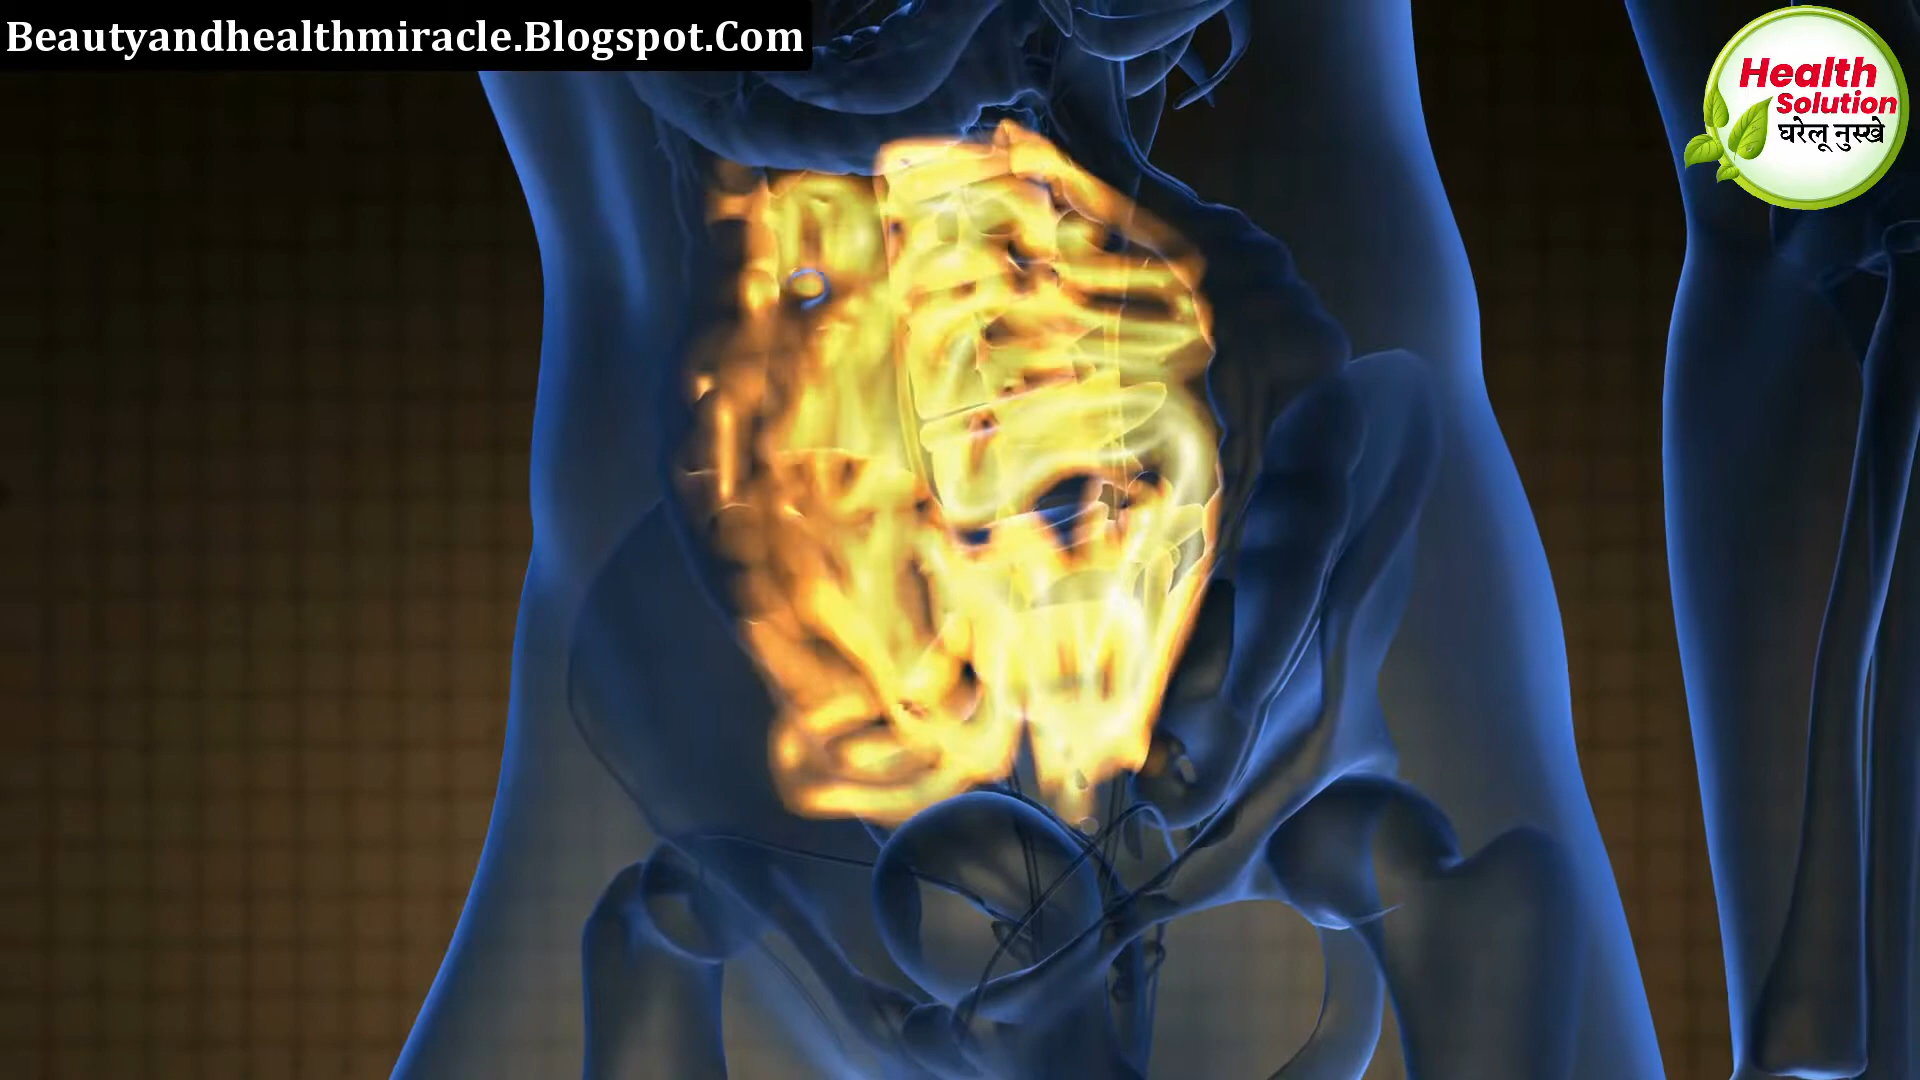 Beautyandhealthmiracle.Blogspot.Com
Health
Solution
घरेलू नुस्खे